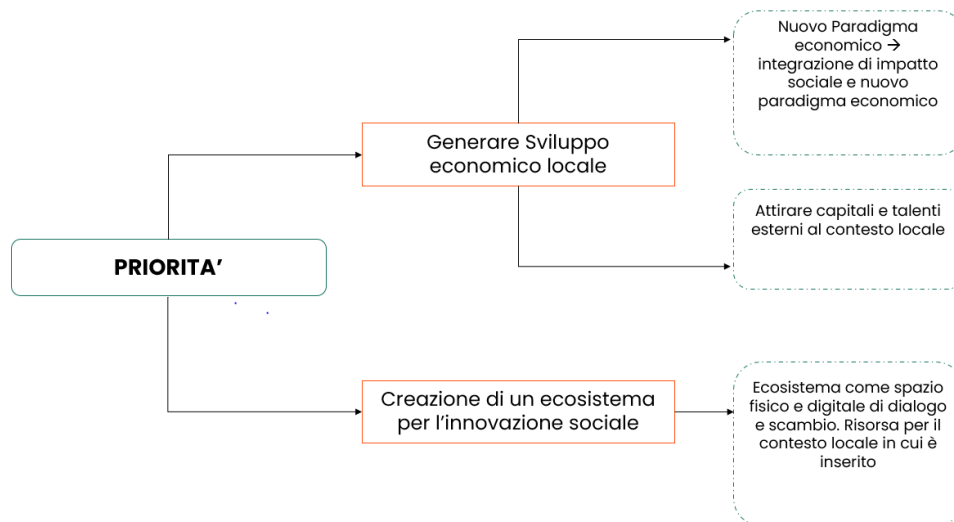 Nuovo Paradigma
economico →
integrazione di impatto
sociale e nuovo
paradigma economico
Generare Sviluppo
economico locale
Attirare capitali e talenti
esterni al contesto locale
PRIORITA’
Creazione di un ecosistema
per l’innovazione sociale
Ecosistema come spazio
fisico e digitale di dialogo
e scambio. Risorsa per il
contesto locale in cui è
inserito